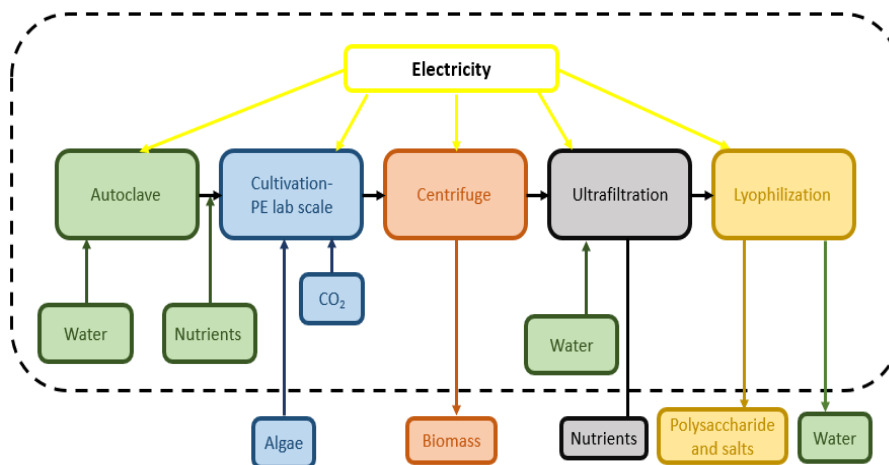 Electricity
Autoclave
Cultivation-
PE lab scale
Centrifuge
Ultrafiltration
Lyophilization
CO₂
Water
Nutrients
Water
Algae
Biomass
Nutrients
Polysaccharide
and salts
Water